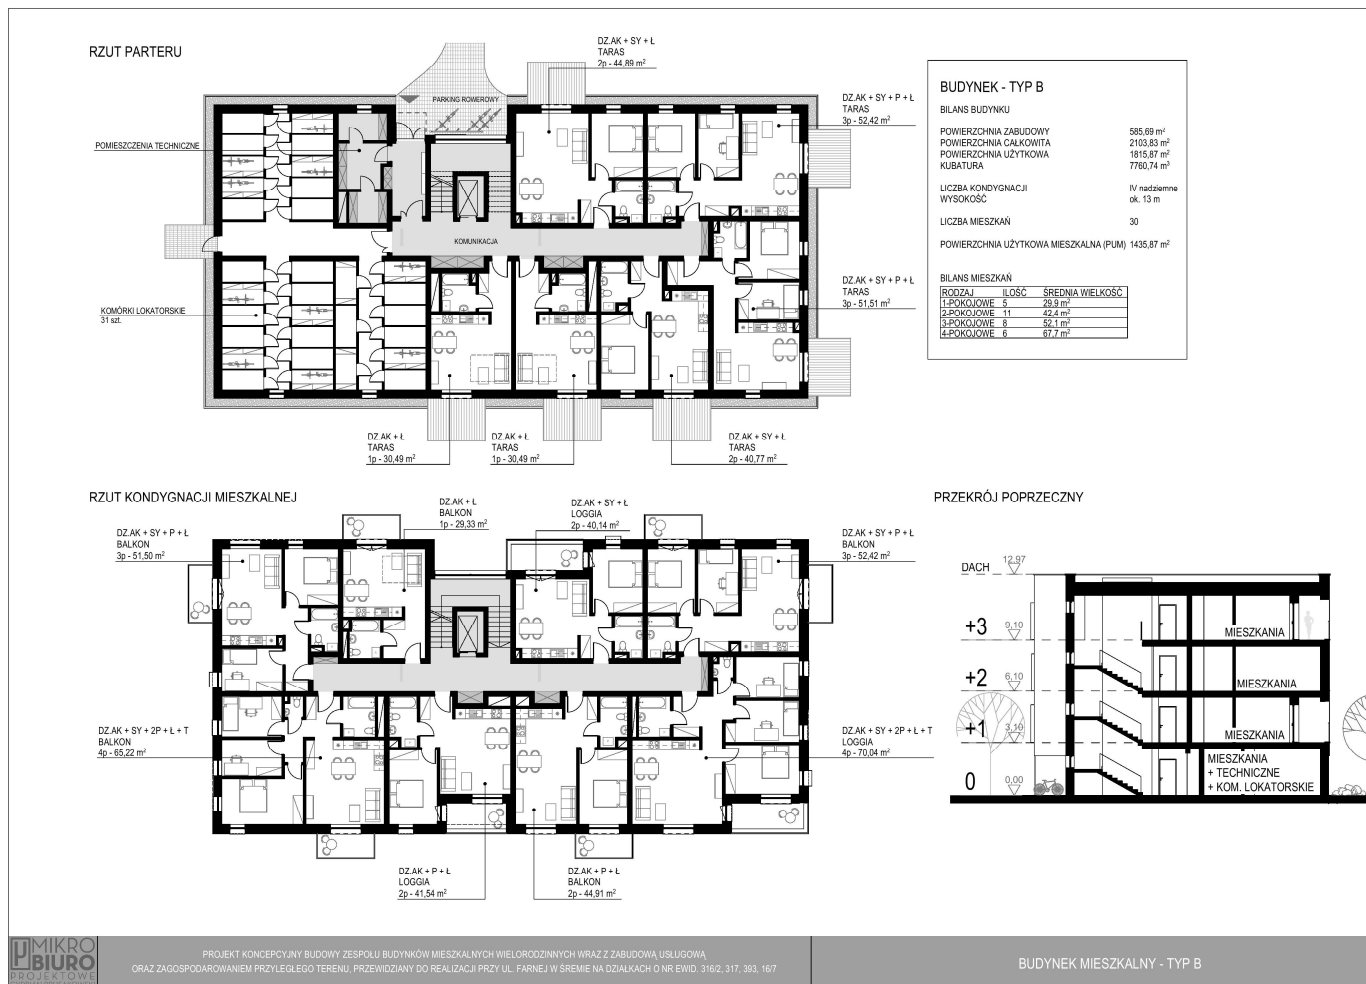 RZUT PARTERU
DZ.AK + SY + Ł
TARAS
2p - 44,89 m²
PARKING ROWEROWY
DZ.AK + SY + P + Ł
TARAS
3p - 52,42 m²
POMIESZCZENIA TECHNICZNE
KOMUNIKACJA
DZ.AK + SY + P + Ł
TARAS
3p - 51,51 m²
KOMÓRKI LOKATORSKIE
31 szt.
DZ.AK + Ł
TARAS
1p - 30,49 m²
DZ.AK + Ł
TARAS
1p - 30,49 m²
DZ.AK + SY + Ł
TARAS
2p - 40,77 m²
BUDYNEK - TYP B
BILANS BUDYNKU
POWIERZCHNIA ZABUDOWY 585,69 m²
POWIERZCHNIA CAŁKOWITA 2103,83 m²
POWIERZCHNIA UŻYTKOWA 1815,87 m²
KUBATURA 7760,74 m³
LICZBA KONDYGNACJI IV nadziemne
WYSOKOŚĆ ok. 13 m
LICZBA MIESZKAŃ 30
POWIERZCHNIA UŻYTKOWA MIESZKALNA (PUM) 1435,87 m²
BILANS MIESZKAŃ
RODZAJ ILOŚĆ ŚREDNIA WIELKOŚĆ
1-POKOJOWE 5 29,9 m²
2-POKOJOWE 11 42,4 m²
3-POKOJOWE 8 52,1 m²
4-POKOJOWE 6 67,7 m²
RZUT KONDYGNACJI MIESZKALNEJ
DZ.AK + Ł
BALKON
1p - 29,33 m²
DZ.AK + SY + Ł
LOGGIA
2p - 40,14 m²
DZ.AK + SY + P + Ł
BALKON
3p - 51,50 m²
DZ.AK + SY + P + Ł
BALKON
3p - 52,42 m²
DZ.AK + SY + 2P + Ł + T
BALKON
4p - 65,22 m²
DZ.AK + SY + 2P + Ł + T
LOGGIA
4p - 70,04 m²
DZ.AK + P + Ł
LOGGIA
2p - 41,54 m²
DZ.AK + P + Ł
BALKON
2p - 44,91 m²
PRZEKRÓJ POPRZECZNY
DACH 12,97
+3 9,10
MIESZKANIA
+2 6,10
MIESZKANIA
+1 3,10
MIESZKANIA
0 0,00
MIESZKANIA
+ TECHNICZNE
+ KOM. LOKATORSKIE
MIKRO
BIURO
PROJEKTOWE
PROJEKT KONCEPCYJNY BUDOWY ZESPOŁU BUDYNKÓW MIESZKALNYCH WIELORODZINNYCH WRAZ Z ZABUDOWĄ USŁUGOWĄ
ORAZ ZAGOSPODAROWANIEM PRZYLEGŁEGO TERENU, PRZEWIDZIANY DO REALIZACJI PRZY UL. FARNEJ W ŚREMIE NA DZIAŁKACH O NR EWID. 316/2, 317, 393, 16/7
BUDYNEK MIESZKALNY - TYP B